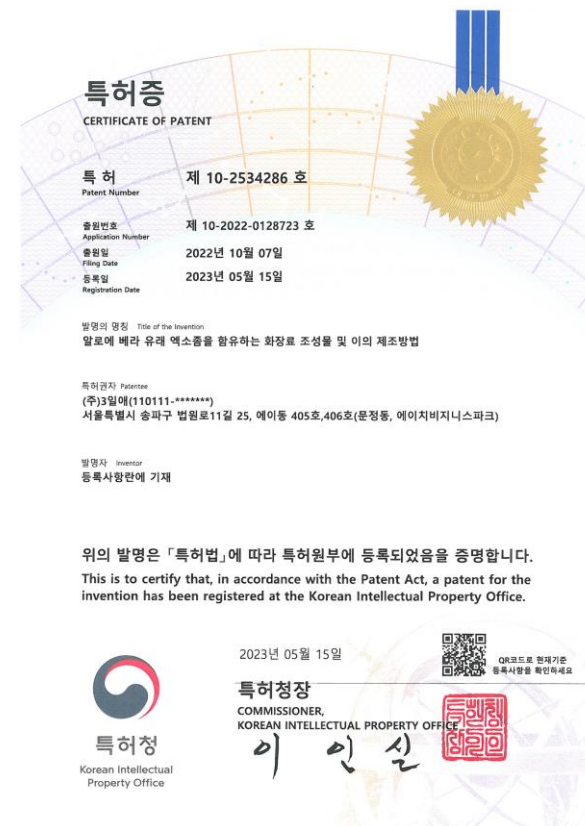 특허증
CERTIFICATE OF PATENT
특 허
Patent Number
제 10-2534286 호
출원번호
Application Number
제 10-2022-0128723 호
출원일
Filing Date
2022년 10월 07일
등록일
Registration Date
2023년 05월 15일
발명의 명칭 Title of the Invention
알로에 베라 유래 엑소좀을 함유하는 화장료 조성물 및 이의 제조방법
특허권자 Patentee
(주)3일애(110111-*******)
서울특별시 송파구 법원로11길 25, 에이동 405호,406호(문정동, 에이치비지니스파크)
발명자 Inventor
등록사항란에 기재
위의 발명은 「특허법」에 따라 특허원부에 등록되었음을 증명합니다.
This is to certify that, in accordance with the Patent Act, a patent for the
invention has been registered at the Korean Intellectual Property Office.
2023년 05월 15일
QR코드로 현재기준
등록사항을 확인하세요
특허청장
COMMISSIONER,
KOREAN INTELLECTUAL PROPERTY OFFICE
이 인 실
특허청
Korean Intellectual
Property Office